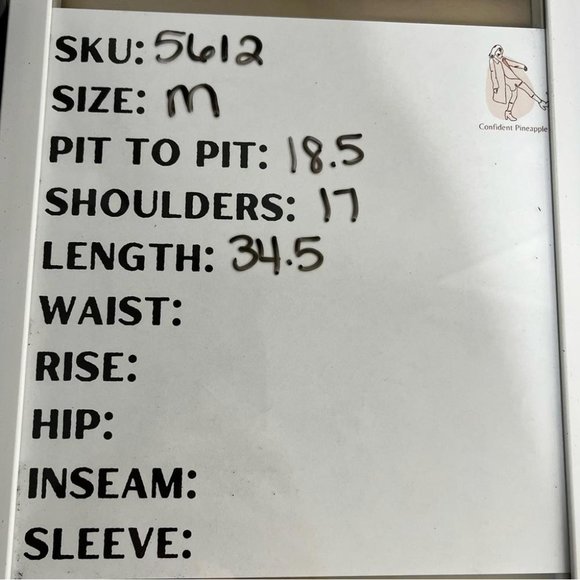 SKU: 5612
SIZE: M
Confident Pineapple
PIT TO PIT: 18.5
SHOULDERS: 17
LENGTH: 34.5
WAIST:
RISE:
HIP:
INSEAM:
SLEEVE: